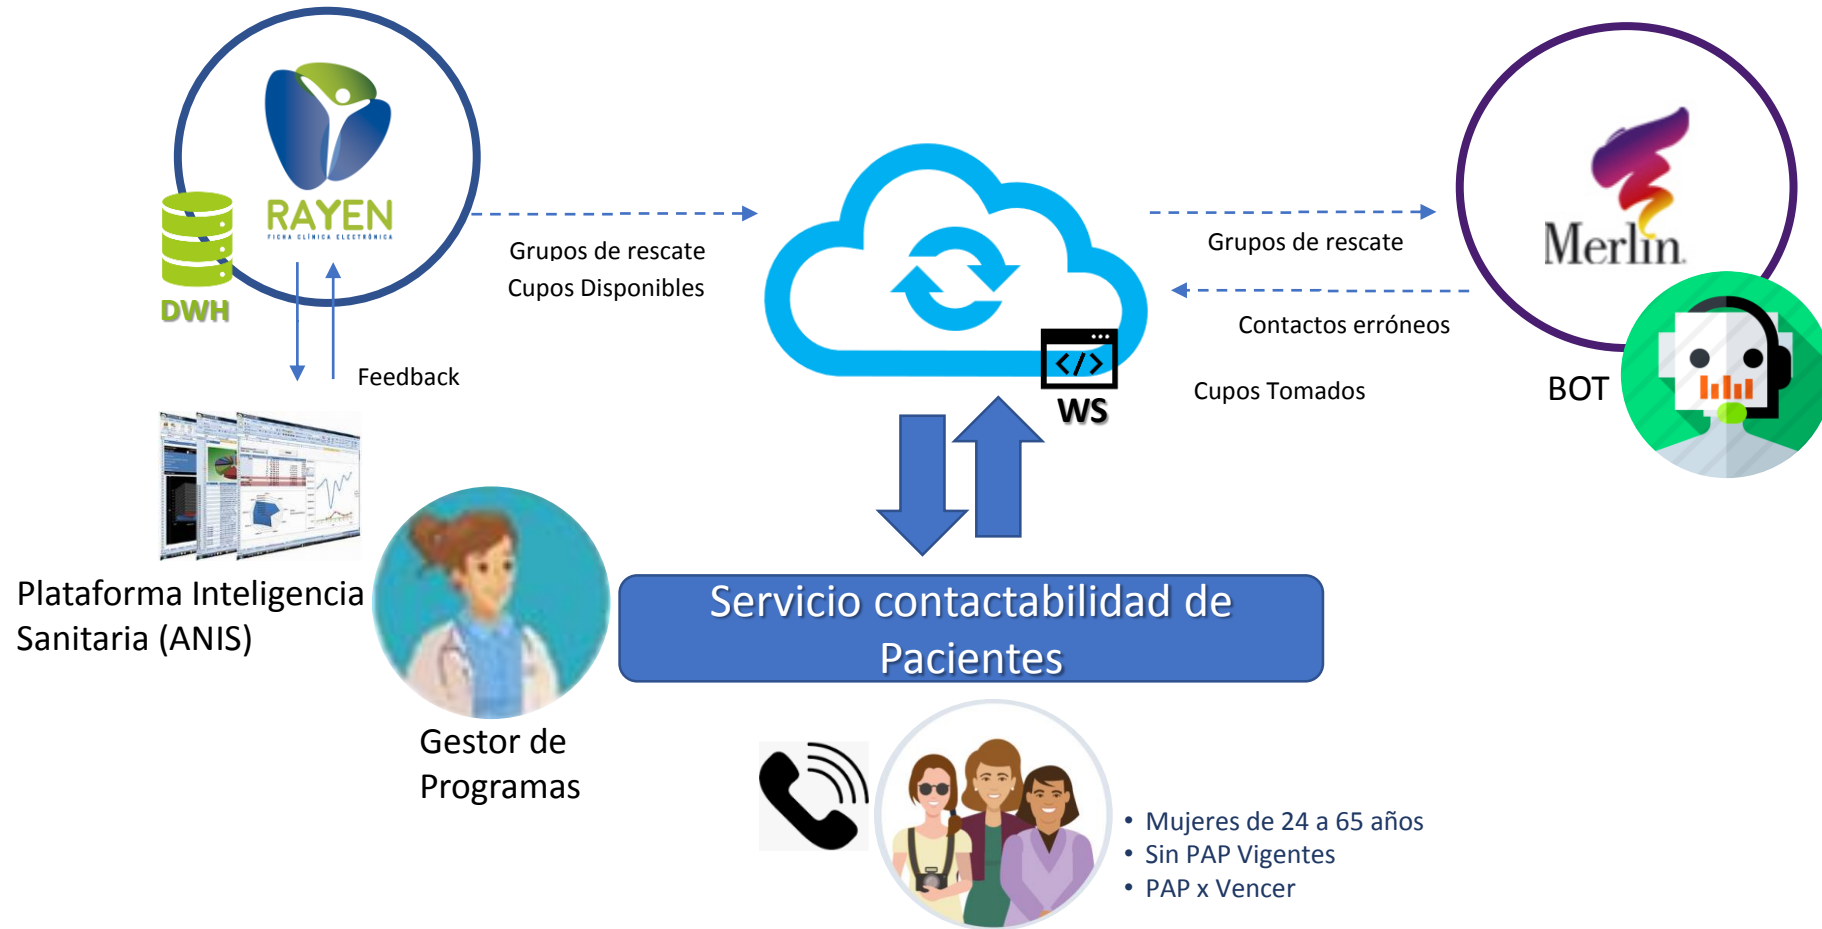 RAYEN
FICHA CLÍNICA ELECTRÓNICA
DWH
Grupos de rescate
Cupos Disponibles
Feedback
</>
WS
Grupos de rescate
Contactos erróneos
Cupos Tomados
Merlin
BOT
Plataforma Inteligencia
Sanitaria (ANIS)
Gestor de
Programas
Servicio contactabilidad de
Pacientes
• Mujeres de 24 a 65 años
• Sin PAP Vigentes
• PAP x Vencer